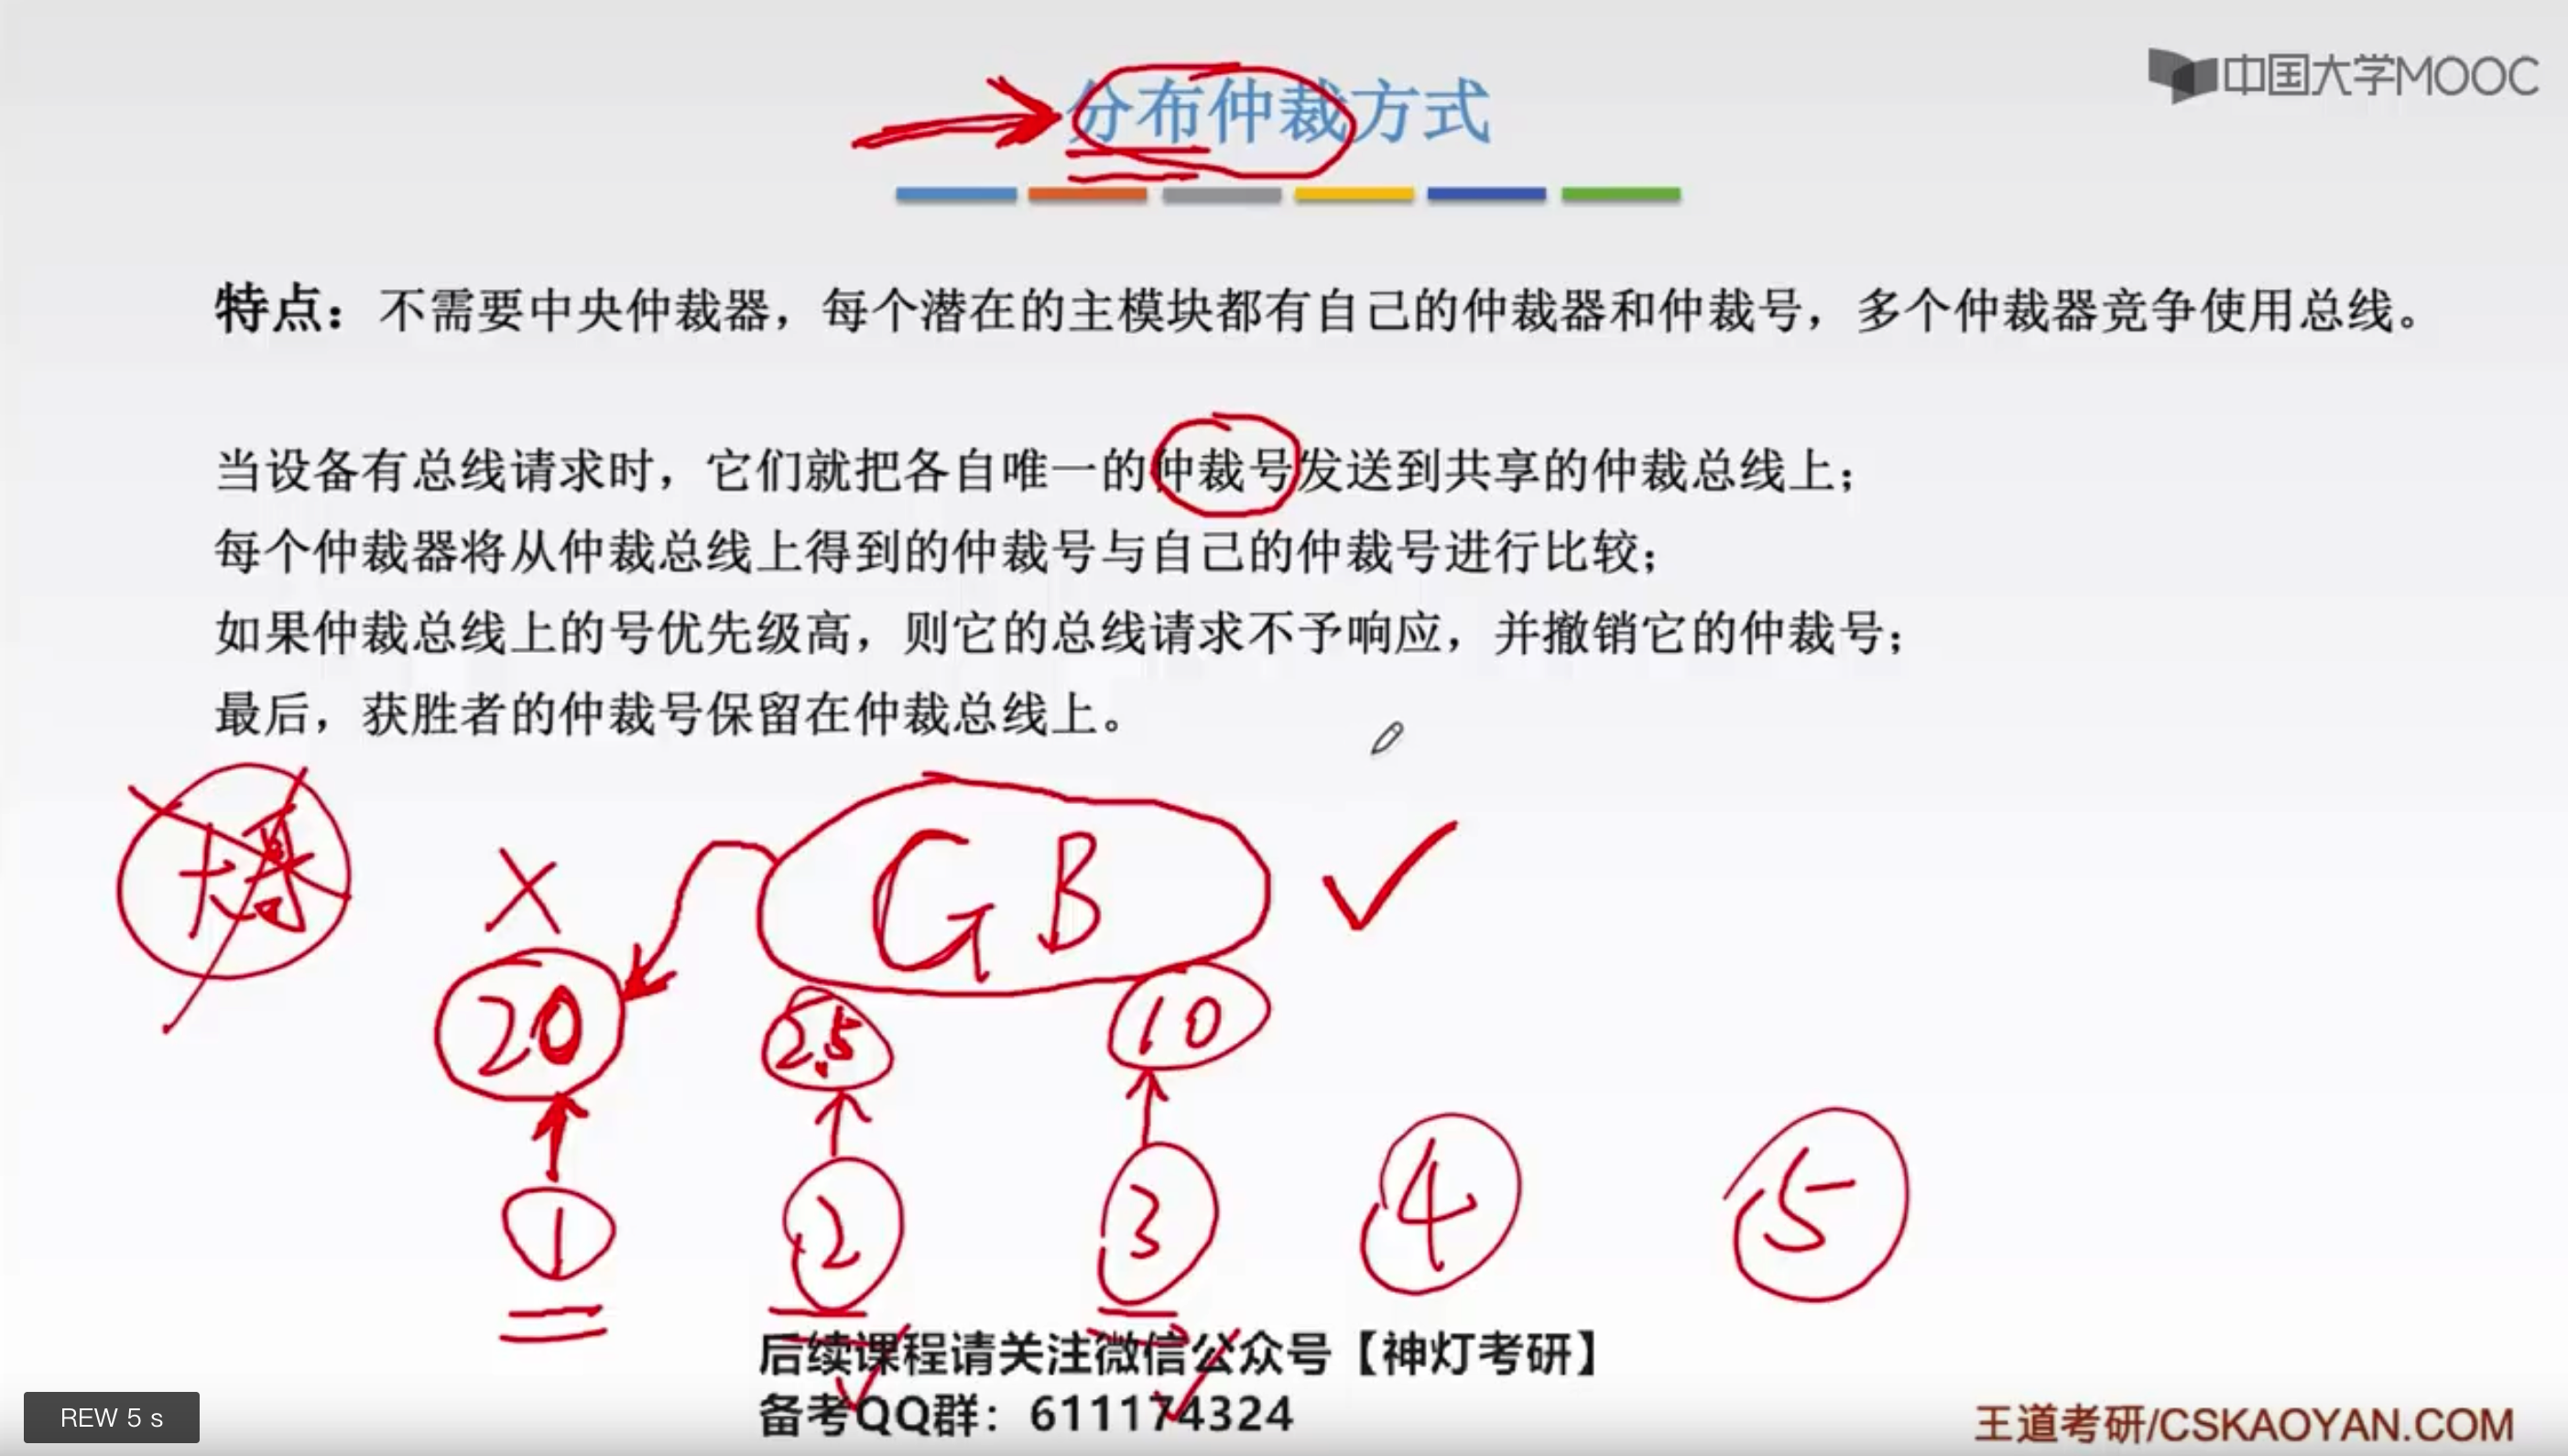 中国大学MOOC
分布仲裁方式
特点：不需要中央仲裁器，每个潜在的主模块都有自己的仲裁器和仲裁号，多个仲裁器竞争使用总线。
当设备有总线请求时，它们就把各自唯一的仲裁号发送到共享的仲裁总线上；
每个仲裁器将从仲裁总线上得到的仲裁号与自己的仲裁号进行比较；
如果仲裁总线上的号优先级高，则它的总线请求不予响应，并撤销它的仲裁号；
最后，获胜者的仲裁号保留在仲裁总线上。
GB
20 2.5 10
1 2 3 4 5
后续课程请关注微信公众号【神灯考研】
备考QQ群：611174324
REW 5 s
王道考研/CSKAOYAN.COM